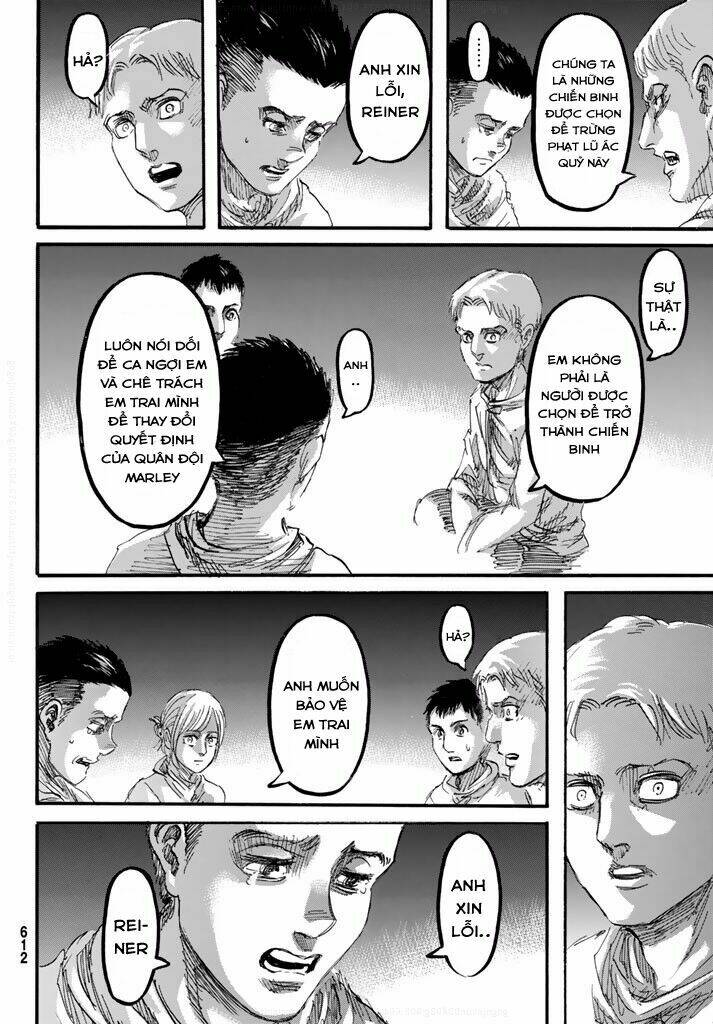 CHÚNG TA
LÀ NHỮNG
CHIẾN BINH
ĐƯỢC CHỌN
ĐỂ TRỪNG
PHẠT LŨ ÁC
QUỶ NÀY
......
ANH XIN
LỖI,
REINER
HẢ?
SỰ
THẬT
LÀ..
EM KHÔNG
PHẢI LÀ
NGƯỜI ĐƯỢC
CHỌN ĐỂ TRỞ
THÀNH CHIẾN
BINH
ANH
..
LUÔN NÓI DỐI
ĐỂ CA NGỢI EM
VÀ CHÊ TRÁCH
EM TRAI MÌNH
ĐỂ THAY ĐỔI
QUYẾT ĐỊNH
CỦA QUÂN ĐỘI
MARLEY
HẢ?
ANH MUỐN
BẢO VỆ
EM TRAI
MÌNH
ANH
XIN
LỖI..
REI-
NER
612